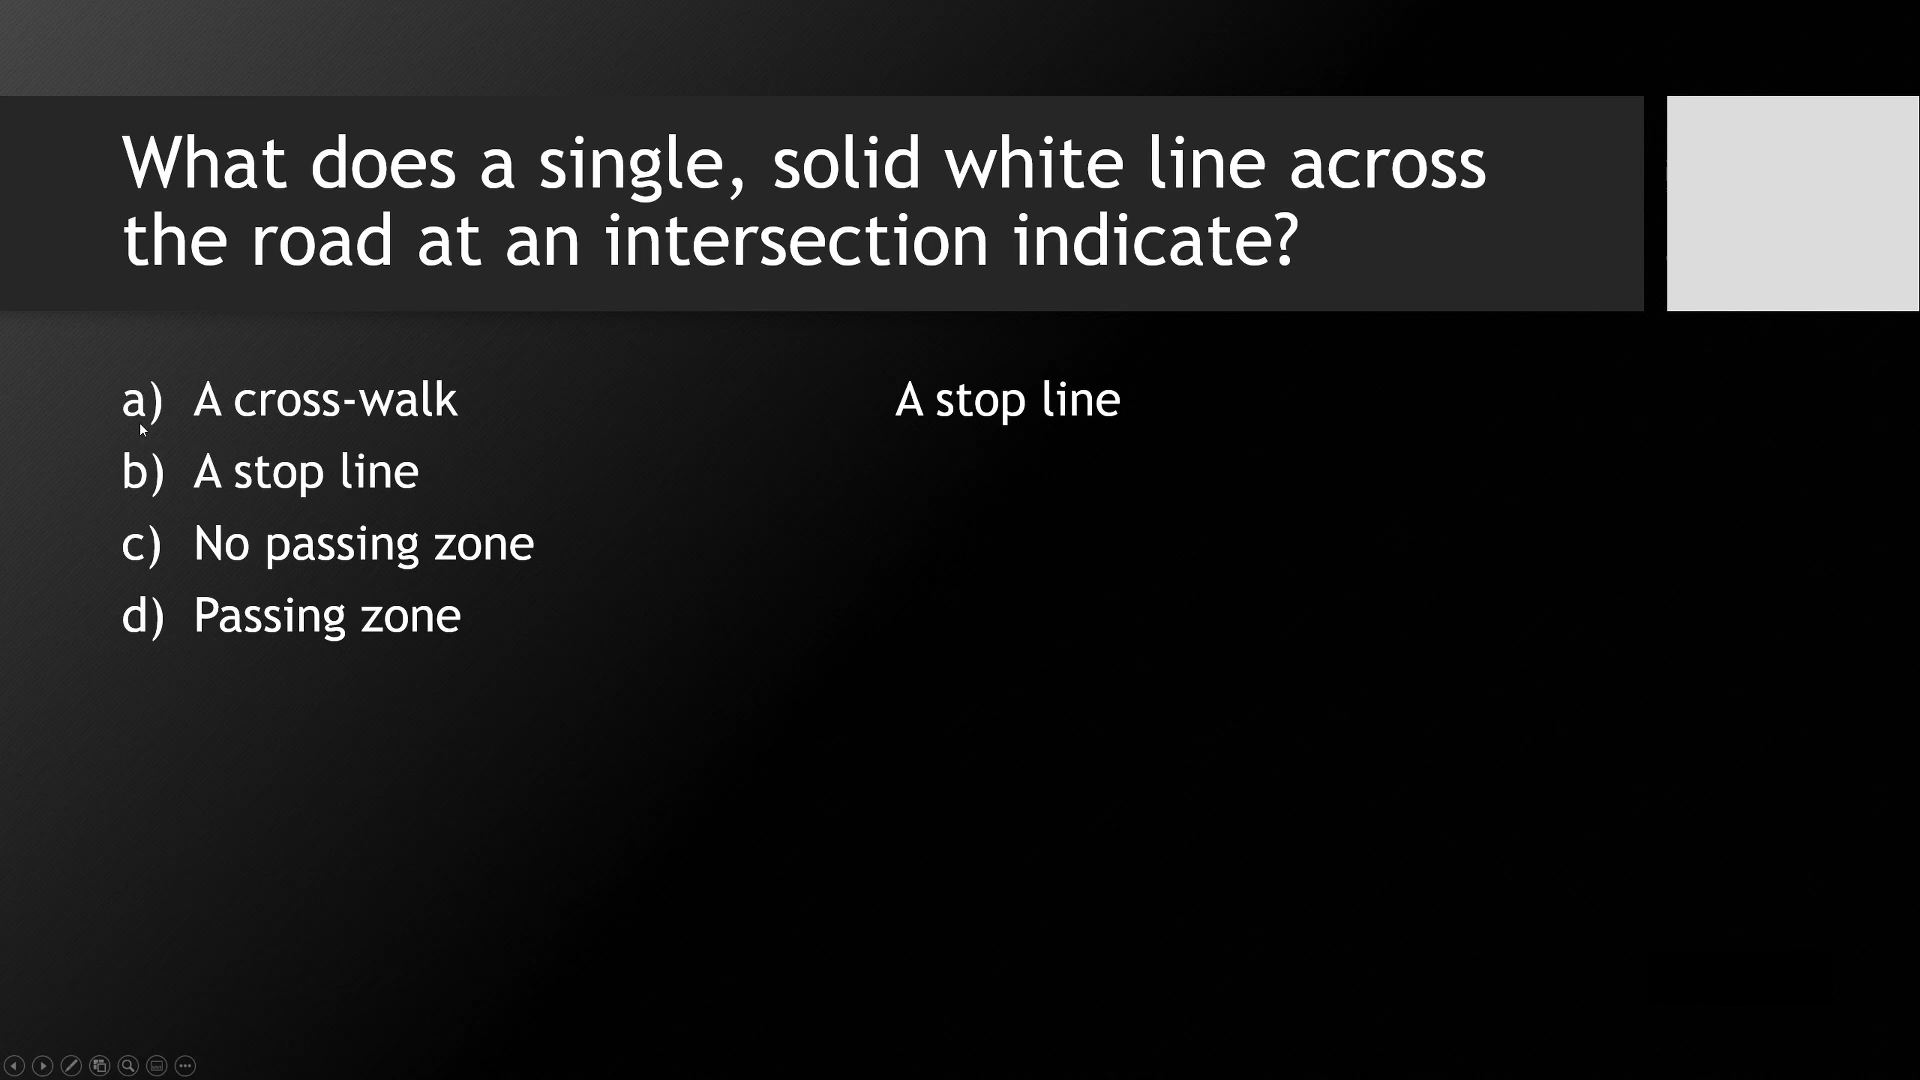 What does a single, solid white line across
the road at an intersection indicate?
a) A cross-walk
b) A stop line
c) No passing zone
d) Passing zone
A stop line